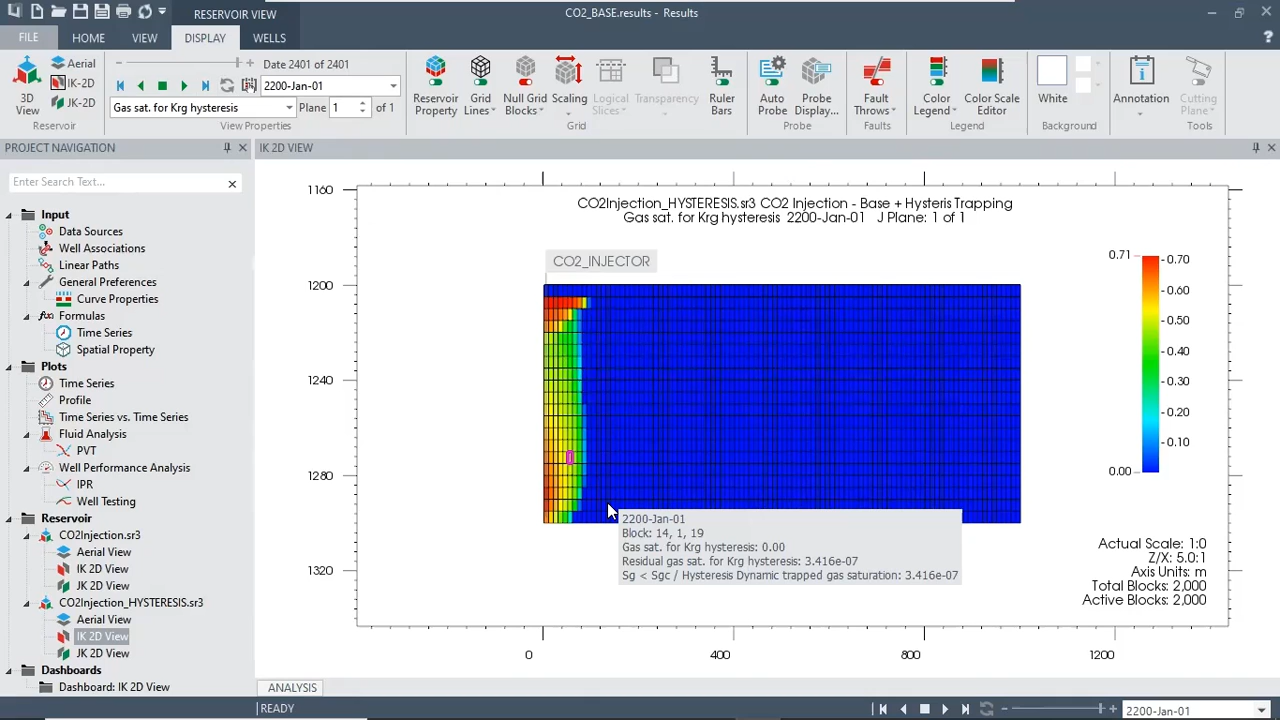 RESERVOIR VIEW
CO2_BASE.results - Results
FILE
HOME
VIEW
DISPLAY
WELLS
3D View
Aerial
IK-2D
JK-2D
Reservoir
Date 2401 of 2401
2200-Jan-01
Gas sat. for Krg hysteresis
Plane 1 of 1
View Properties
Reservoir Property
Grid Lines
Null Grid Blocks
Scaling
Logical Slices
Transparency
Ruler Bars
Grid
Auto Probe
Probe Display...
Probe
Fault Throws
Faults
Color Legend
Color Scale Editor
Legend
White
Background
Annotation
Cutting Plane
Tools
PROJECT NAVIGATION
Enter Search Text...
Input
Data Sources
Well Associations
Linear Paths
General Preferences
Curve Properties
Formulas
Time Series
Spatial Property
Plots
Time Series
Profile
Time Series vs. Time Series
Fluid Analysis
PVT
Well Performance Analysis
IPR
Well Testing
Reservoir
CO2Injection.sr3
Aerial View
IK 2D View
JK 2D View
CO2Injection_HYSTERESIS.sr3
Aerial View
IK 2D View
JK 2D View
Dashboards
Dashboard: IK 2D View
IK 2D VIEW
CO2Injection_HYSTERESIS.sr3 CO2 Injection - Base + Hysteris Trapping
Gas sat. for Krg hysteresis 2200-Jan-01 J Plane: 1 of 1
CO2_INJECTOR
1160
1200
1240
1280
1320
0
400
800
1200
0.71
0.70
0.60
0.50
0.40
0.30
0.20
0.10
0.00
2200-Jan-01
Block: 14, 1, 19
Gas sat. for Krg hysteresis: 0.00
Residual gas sat. for Krg hysteresis: 3.416e-07
Sg < Sgc / Hysteresis Dynamic trapped gas saturation: 3.416e-07
Actual Scale: 1:0
Z/X: 5.0:1
Axis Units: m
Total Blocks: 2,000
Active Blocks: 2,000
ANALYSIS
READY
2200-Jan-01